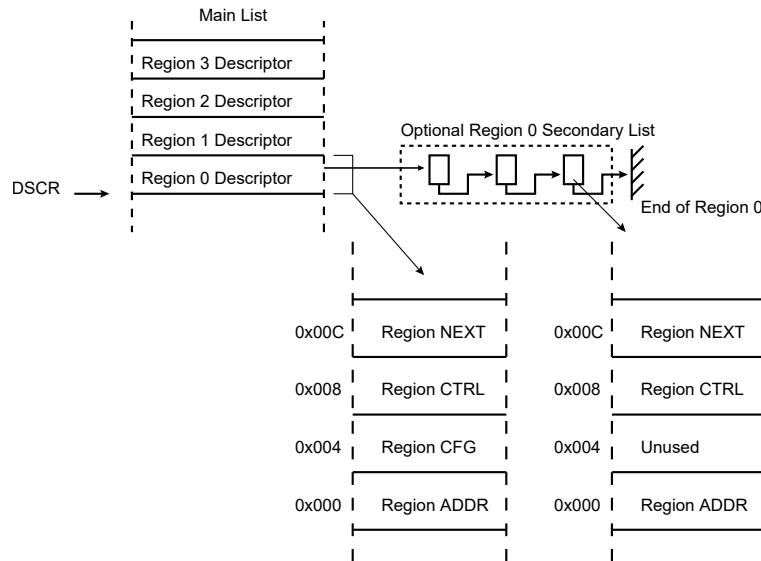 Main List
Region 3 Descriptor
Region 2 Descriptor
Region 1 Descriptor
Region 0 Descriptor
DSCR
Optional Region 0 Secondary List
End of Region 0
0x00C Region NEXT
0x008 Region CTRL
0x004 Region CFG
0x000 Region ADDR
0x00C Region NEXT
0x008 Region CTRL
0x004 Unused
0x000 Region ADDR